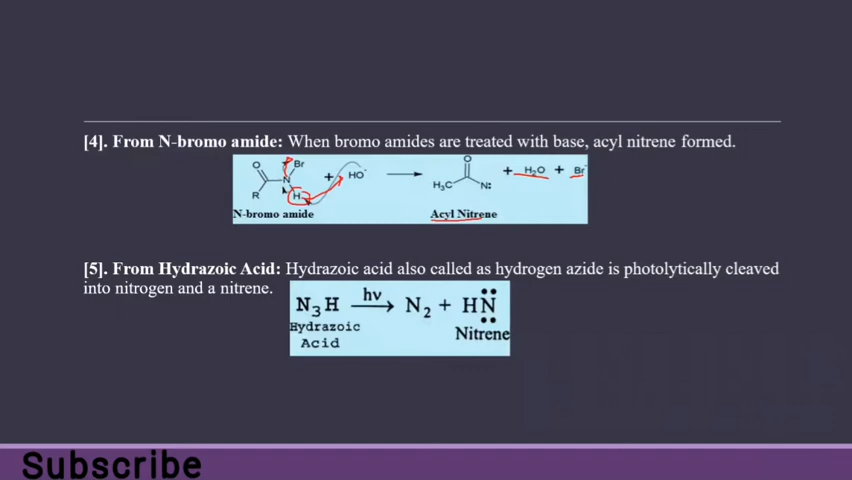 [4]. From N-bromo amide: When bromo amides are treated with base, acyl nitrene formed.
O Br
N + HO⁻ → O + H₂O + Br⁻
R H H₃C N:
N-bromo amide Acyl Nitrene
[5]. From Hydrazoic Acid: Hydrazoic acid also called as hydrogen azide is photolytically cleaved
into nitrogen and a nitrene.
N₃H hν → N₂ + HN
Hydrazoic
Acid Nitrene
Subscribe